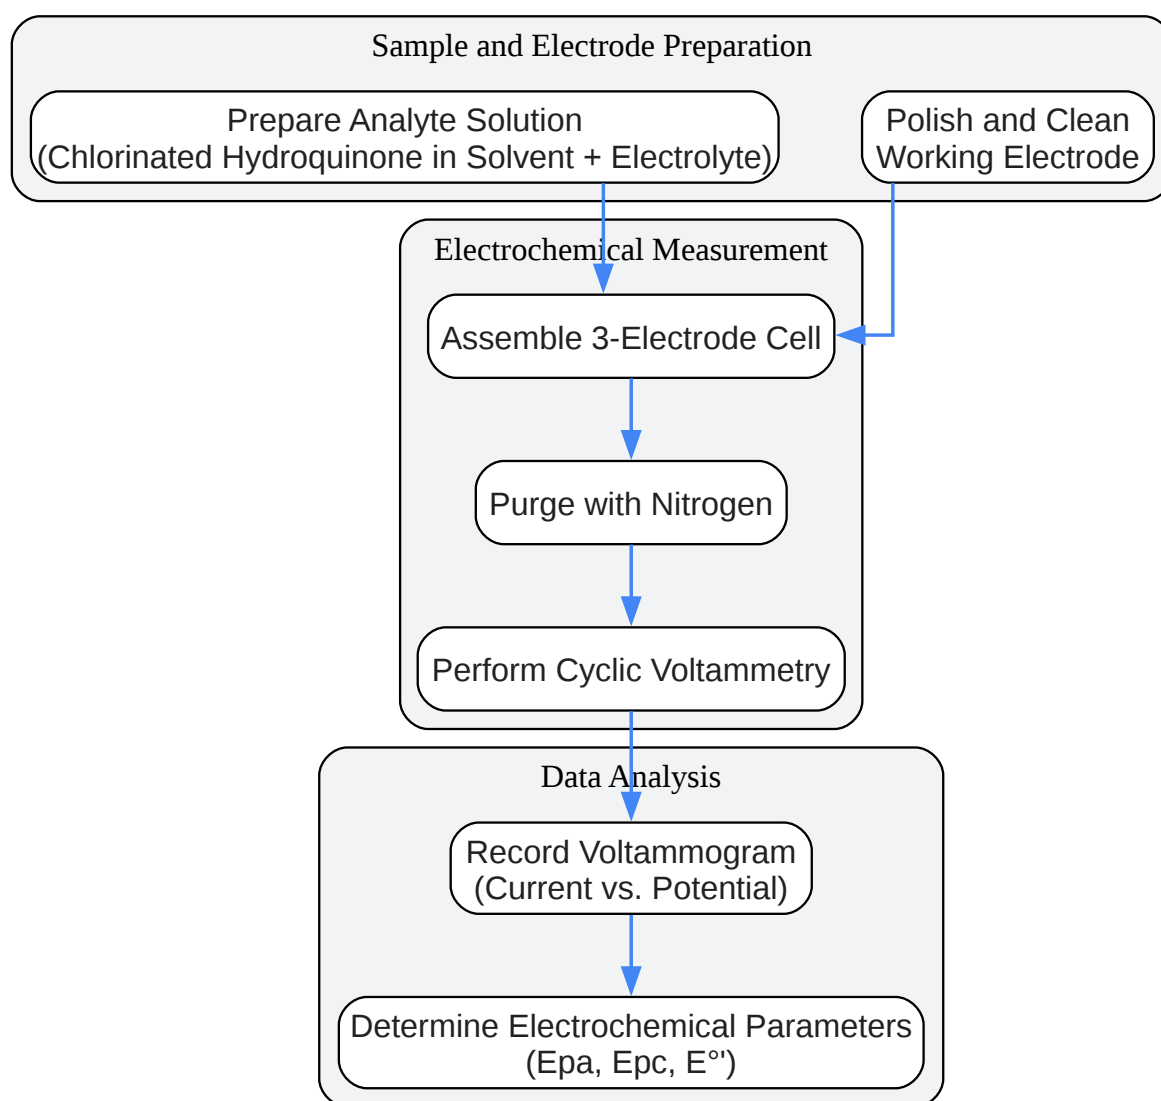 Sample and Electrode Preparation
Prepare Analyte Solution
(Chlorinated Hydroquinone in Solvent + Electrolyte)
Polish and Clean
Working Electrode
Electrochemical Measurement
Assemble 3-Electrode Cell
Purge with Nitrogen
Perform Cyclic Voltammetry
Data Analysis
Record Voltammogram
(Current vs. Potential)
Determine Electrochemical Parameters
(Epa, Epc, E°')